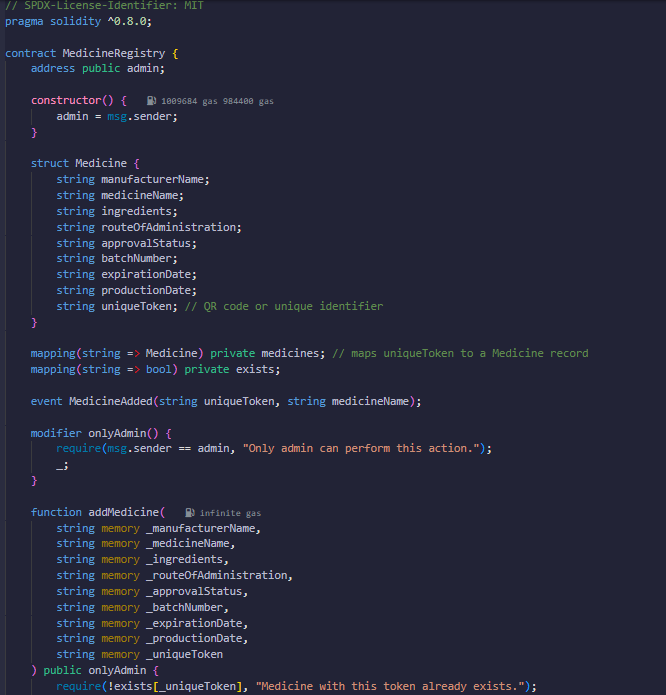 // SPDX-License-Identifier: MIT
pragma solidity ^0.8.0;

contract MedicineRegistry {
    address public admin;

    constructor() {    1009684 gas 984400 gas
        admin = msg.sender;
    }

    struct Medicine {
        string manufacturerName;
        string medicineName;
        string ingredients;
        string routeOfAdministration;
        string approvalStatus;
        string batchNumber;
        string expirationDate;
        string productionDate;
        string uniqueToken; // QR code or unique identifier
    }

    mapping(string => Medicine) private medicines; // maps uniqueToken to a Medicine record
    mapping(string => bool) private exists;

    event MedicineAdded(string uniqueToken, string medicineName);

    modifier onlyAdmin() {
        require(msg.sender == admin, "Only admin can perform this action.");
        _;
    }

    function addMedicine(    infinite gas
        string memory _manufacturerName,
        string memory _medicineName,
        string memory _ingredients,
        string memory _routeOfAdministration,
        string memory _approvalStatus,
        string memory _batchNumber,
        string memory _expirationDate,
        string memory _productionDate,
        string memory _uniqueToken
    ) public onlyAdmin {
        require(!exists[_uniqueToken], "Medicine with this token already exists.");